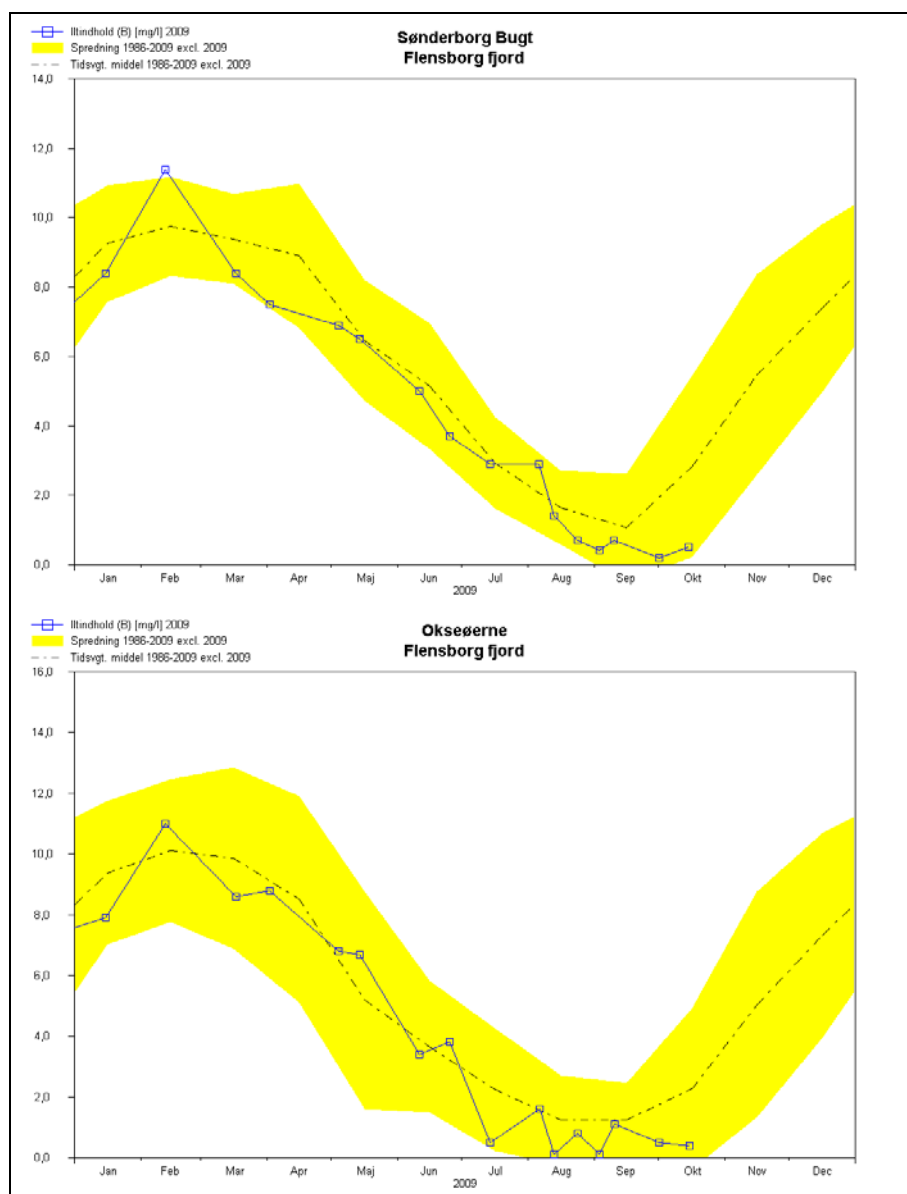 Iltindhold (B) [mg/l] 2009
Spredning 1986-2009 excl. 2009
Tidsvgt. middel 1986-2009 excl. 2009
Sønderborg Bugt
Flensborg fjord
14,0
12,0
10,0
8,0
6,0
4,0
2,0
0,0
Jan Feb Mar Apr Maj Jun Jul Aug Sep Okt Nov Dec
2009
Iltindhold (B) [mg/l] 2009
Spredning 1986-2009 excl. 2009
Tidsvgt. middel 1986-2009 excl. 2009
Okseøerne
Flensborg fjord
16,0
14,0
12,0
10,0
8,0
6,0
4,0
2,0
0,0
Jan Feb Mar Apr Maj Jun Jul Aug Sep Okt Nov Dec
2009